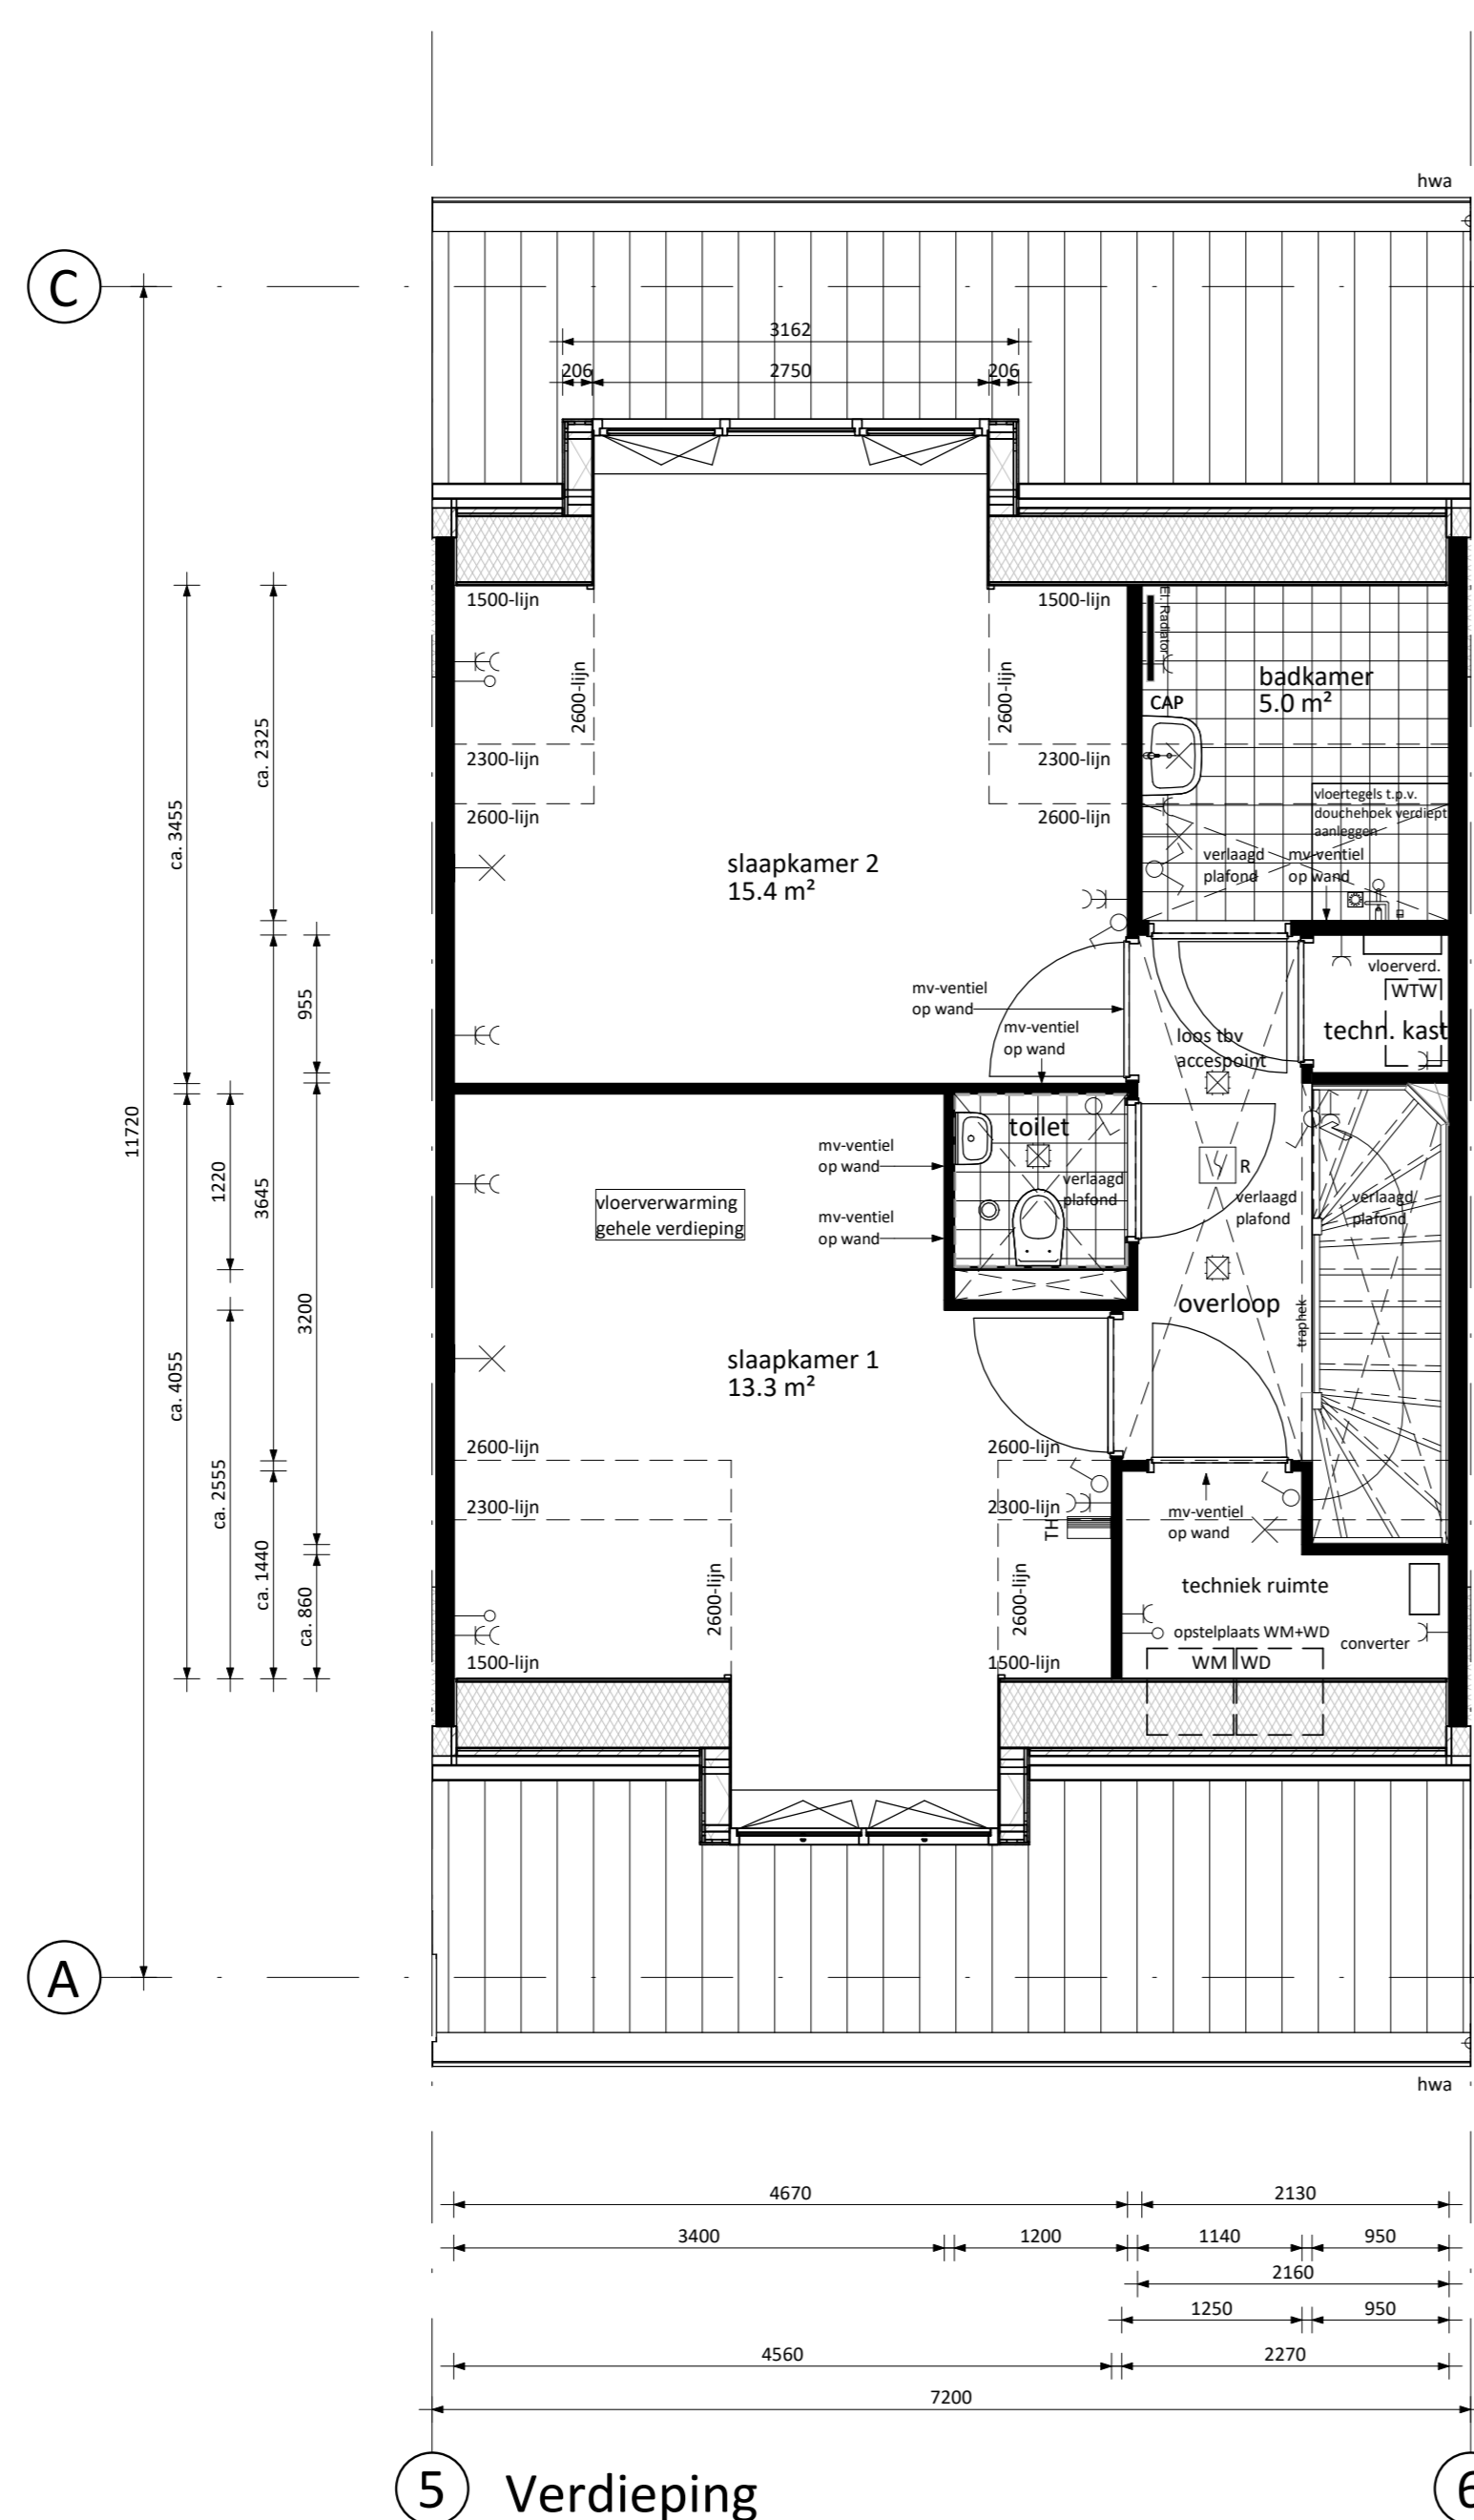 hwa
C
3162
206
2750
206
1500-lijn
1500-lijn
El. Radiator
2600-lijn
2600-lijn
badkamer
5.0 m²
CAP
ca. 2325
2300-lijn
2300-lijn
ca. 3455
2600-lijn
2600-lijn
vloertegels t.p.v.
douchehoek verdiept
aanleggen
verlaagd
plafond
mv-ventiel
op wand
slaapkamer 2
15.4 m²
955
mv-ventiel
op wand
mv-ventiel
op wand
vloerverd.
WTW
techn. kast
loos tbv
accespoint
11720
1220
3645
toilet
mv-ventiel
op wand
verlaagd
plafond
R
vloerverwarming
gehele verdieping
mv-ventiel
op wand
verlaagd
plafond
verlaagd
plafond
3200
overloop
traphek
ca. 4055
slaapkamer 1
13.3 m²
2600-lijn
2600-lijn
ca. 2555
2300-lijn
2300-lijn
TH
mv-ventiel
op wand
ca. 1440
ca. 860
2600-lijn
2600-lijn
techniek ruimte
opstelplaats WM+WD
converter
1500-lijn
1500-lijn
WM
WD
A
hwa
4670
2130
3400
1200
1140
950
2160
1250
950
4560
2270
7200
5
Verdieping
6